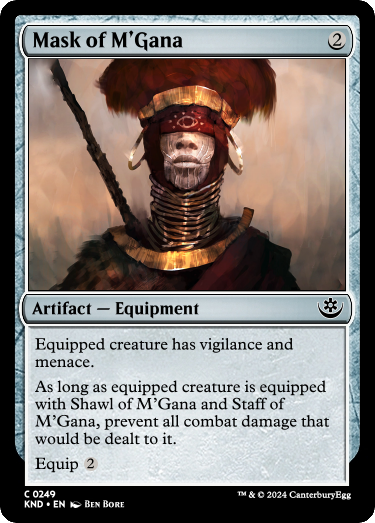 Mask of M'Gana 2
Artifact — Equipment
Equipped creature has vigilance and
menace.
As long as equipped creature is equipped
with Shawl of M'Gana and Staff of
M'Gana, prevent all combat damage that
would be dealt to it.
Equip 2
C 0249
KND • EN Ben Bore
™ & © 2024 CanterburyEgg